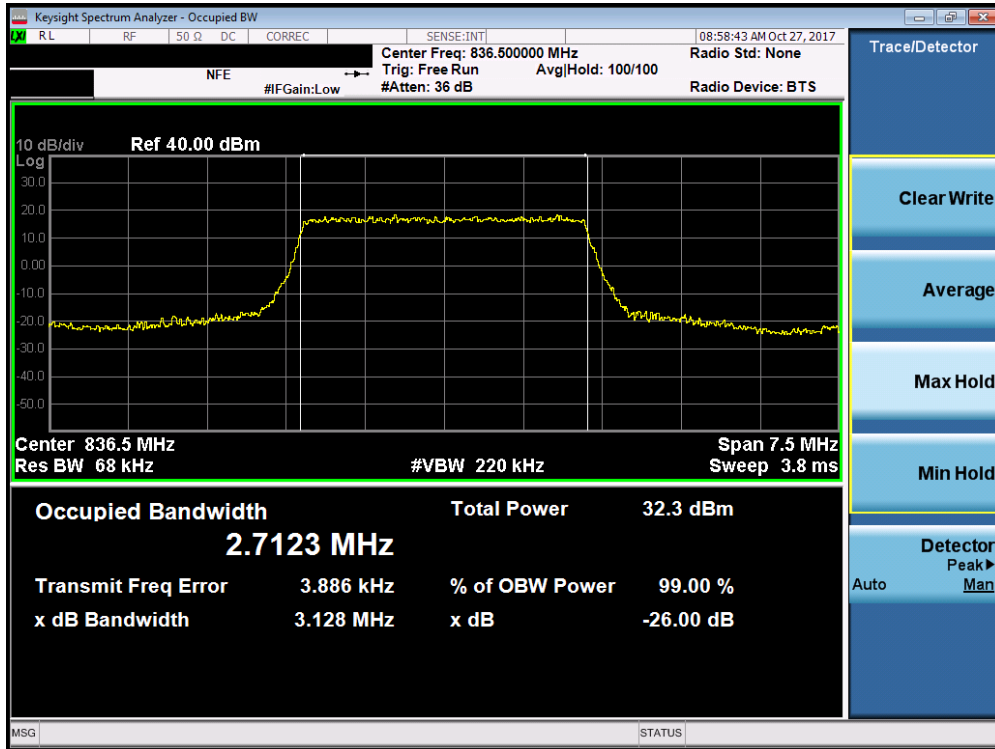 Keysight Spectrum Analyzer - Occupied BW
LXI RL RF 50 Ω DC CORREC SENSE:INT 08:58:43 AM Oct 27, 2017
Center Freq: 836.500000 MHz Radio Std: None
NFE Trig: Free Run Avg|Hold: 100/100
#IFGain:Low #Atten: 36 dB Radio Device: BTS
10 dB/div Ref 40.00 dBm
Log
30.0
20.0
10.0
0.00
-10.0
-20.0
-30.0
-40.0
-50.0
Center 836.5 MHz Span 7.5 MHz
Res BW 68 kHz #VBW 220 kHz Sweep 3.8 ms
Occupied Bandwidth Total Power 32.3 dBm
2.7123 MHz
Transmit Freq Error 3.886 kHz % of OBW Power 99.00 %
x dB Bandwidth 3.128 MHz x dB -26.00 dB
MSG STATUS
Trace/Detector
Clear Write
Average
Max Hold
Min Hold
Detector
Peak▶
Auto Man